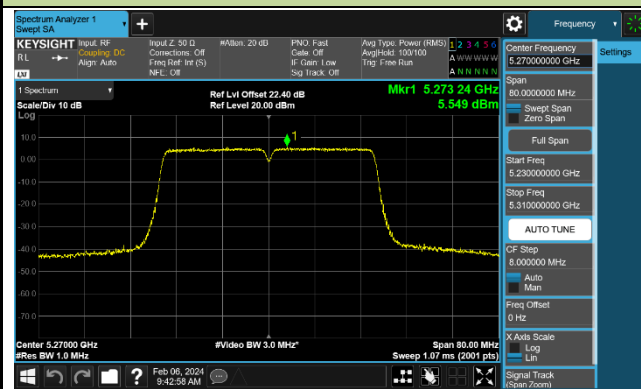 Spectrum Analyzer 1
Swept SA
Frequency
KEYSIGHT
Input: RF
Input Z: 50 Ω
#Atten: 20 dB
PNO: Fast
Avg Type: Power (RMS)
1 2 3 4 5 6
RL
Coupling: DC
Corrections: Off
Gate: Off
Avg|Hold: 100/100
A W W W W W
Align: Auto
Freq Ref: Int (S)
IF Gain: Low
Trig: Free Run
NFE: Off
Sig Track: Off
A N N N N N
LXI
1 Spectrum
Ref Lvl Offset 22.40 dB
Mkr1 5.273 24 GHz
Scale/Div 10 dB
Ref Level 20.00 dBm
5.549 dBm
Log
10.0
0.00
-10.0
-20.0
-30.0
-40.0
-50.0
-60.0
-70.0
1
Center 5.27000 GHz
#Video BW 3.0 MHz*
Span 80.00 MHz
#Res BW 1.0 MHz
Sweep 1.07 ms (2001 pts)
Feb 06, 2024
9:42:58 AM
Center Frequency
5.270000000 GHz
Settings
Span
80.0000000 MHz
Swept Span
Zero Span
Full Span
Start Freq
5.230000000 GHz
Stop Freq
5.310000000 GHz
AUTO TUNE
CF Step
8.000000 MHz
Auto
Man
Freq Offset
0 Hz
X Axis Scale
Log
Lin
Signal Track
(Span Zoom)